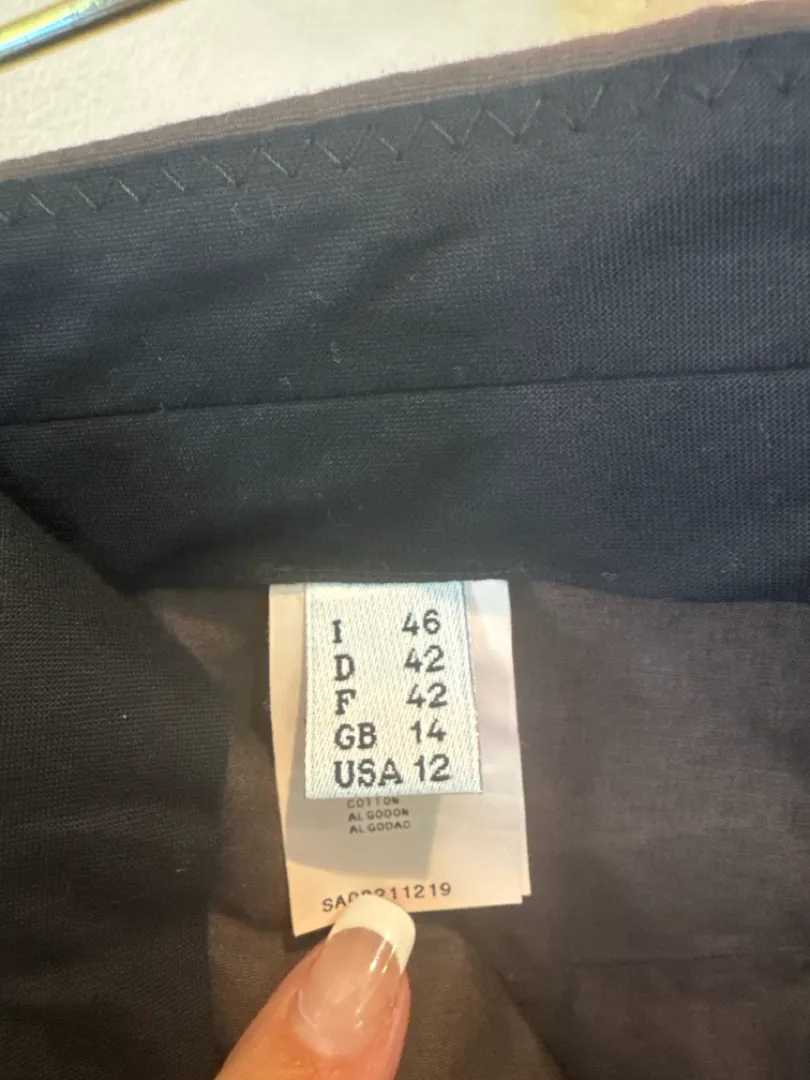 I 46
D 42
F 42
GB 14
USA 12
COTTON
ALGODON
ALGODAO